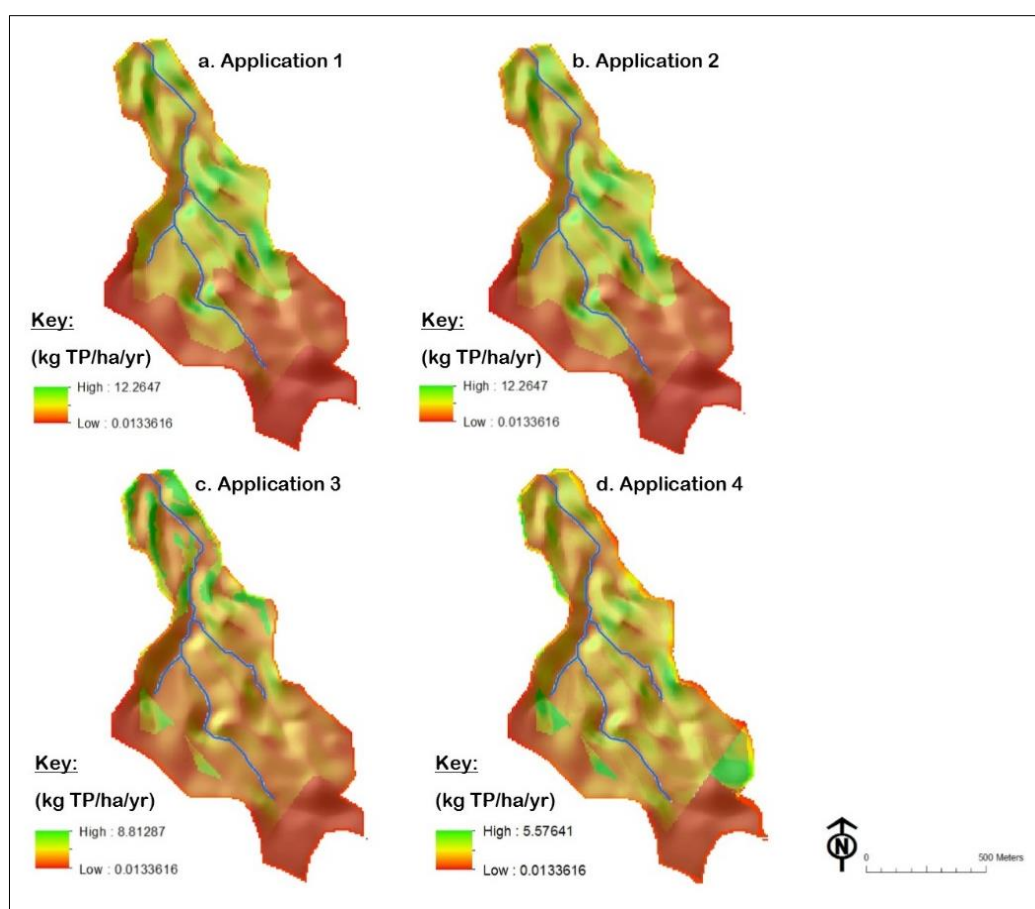 a. Application 1
Key:
(kg TP/ha/yr)
High : 12.2647
Low : 0.0133616
b. Application 2
Key:
(kg TP/ha/yr)
High : 12.2647
Low : 0.0133616
c. Application 3
Key:
(kg TP/ha/yr)
High : 8.81287
Low : 0.0133616
d. Application 4
Key:
(kg TP/ha/yr)
High : 5.57641
Low : 0.0133616
N
0 500 Meters